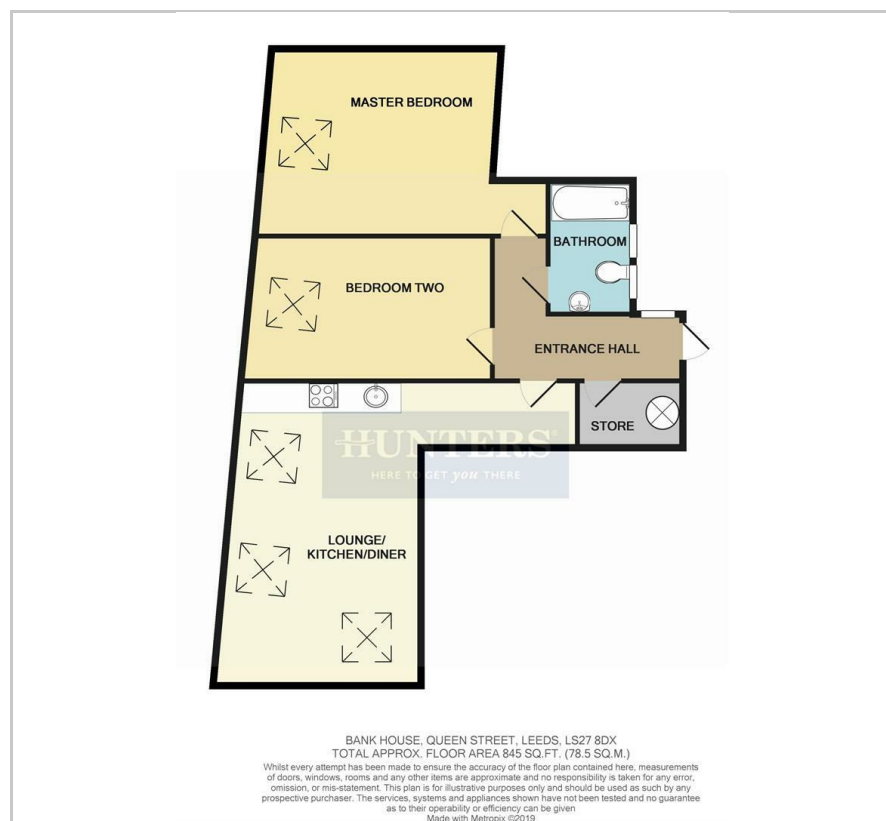 MASTER BEDROOM
BATHROOM
BEDROOM TWO
ENTRANCE HALL
STORE
HUNTERS®
HERE TO GET you THERE
LOUNGE/
KITCHEN/DINER
BANK HOUSE, QUEEN STREET, LEEDS, LS27 8DX
TOTAL APPROX. FLOOR AREA 845 SQ.FT. (78.5 SQ.M.)
Whilst every attempt has been made to ensure the accuracy of the floor plan contained here, measurements
of doors, windows, rooms and any other items are approximate and no responsibility is taken for any error,
omission, or mis-statement. This plan is for illustrative purposes only and should be used as such by any
prospective purchaser. The services, systems and appliances shown have not been tested and no guarantee
as to their operability or efficiency can be given
Made with Metropix ©2019